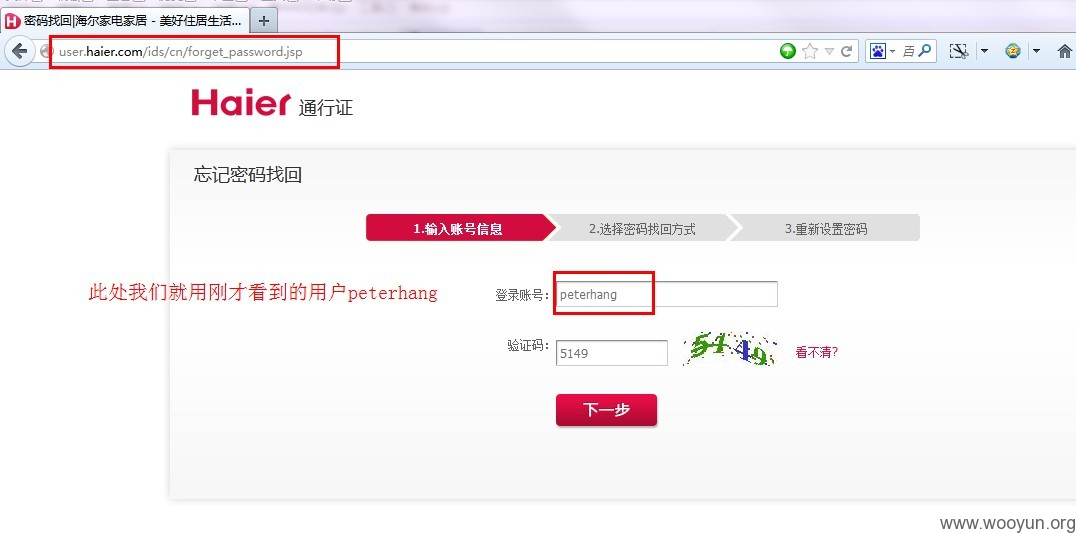 密码找回|海尔家电家居 - 美好住居生活...
user.haier.com/ids/cn/forget_password.jsp
百
Haier 通行证
忘记密码找回
1.输入账号信息
2.选择密码找回方式
3.重新设置密码
此处我们就用刚才看到的用户peterhang
登录账号:
peterhang
验证码:
5149
5149
看不清?
下一步
www.wooyun.org